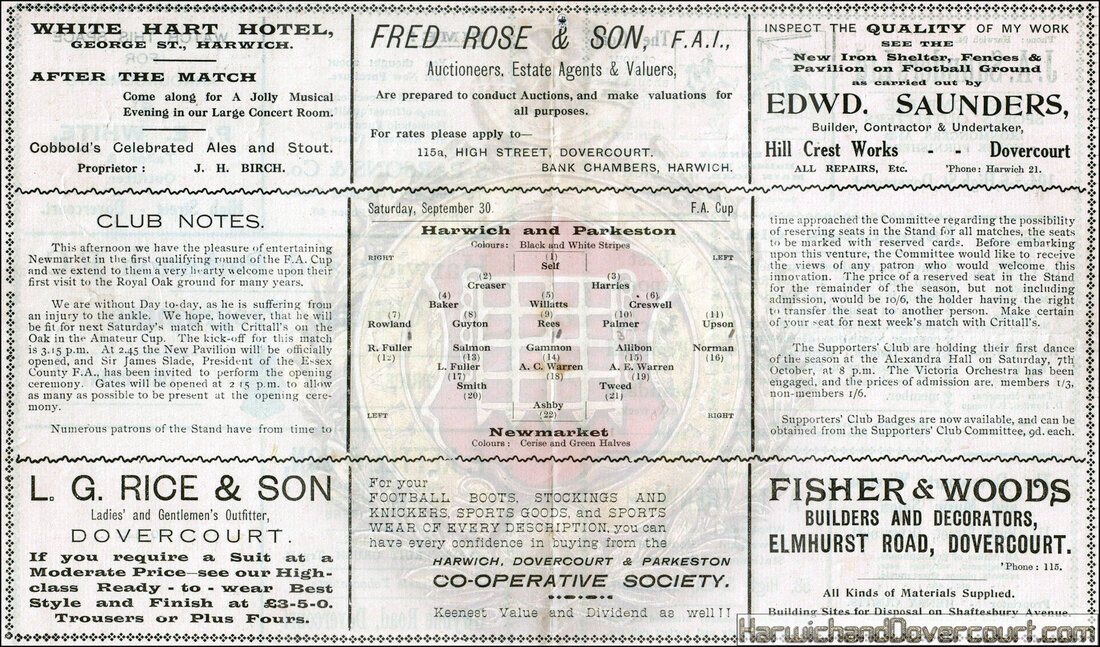 WHITE HART HOTEL,
GEORGE ST., HARWICH.
AFTER THE MATCH
Come along for A Jolly Musical
Evening in our Large Concert Room.
Cobbold's Celebrated Ales and Stout.
Proprietor : J. H. BIRCH.
FRED ROSE & SON, F.A.I.,
Auctioneers, Estate Agents & Valuers,
Are prepared to conduct Auctions, and make valuations for
all purposes.
For rates please apply to—
115a, HIGH STREET, DOVERCOURT.
BANK CHAMBERS, HARWICH.
INSPECT THE QUALITY OF MY WORK
SEE THE
New Iron Shelter, Fences &
Pavilion on Football Ground
as carried out by
EDWD. SAUNDERS,
Builder, Contractor & Undertaker,
Hill Crest Works - - Dovercourt
ALL REPAIRS, Etc. 'Phone: Harwich 21.
CLUB NOTES.
This afternoon we have the pleasure of entertaining
Newmarket in the first qualifying round of the F.A. Cup
and we extend to them a very hearty welcome upon their
first visit to the Royal Oak ground for many years.
We are without Day to-day, as he is suffering from
an injury to the ankle. We hope, however, that he will
be fit for next Saturday's match with Crittall's on the
Oak in the Amateur Cup. The kick-off for this match
is 3.15 p.m. At 2.45 the New Pavilion will be officially
opened, and Sir James Slade, President of the Essex
County F.A., has been invited to perform the opening
ceremony. Gates will be opened at 2 15 p.m. to allow
as many as possible to be present at the opening cere-
mony.
Numerous patrons of the Stand have from time to
Saturday, September 30. F.A. Cup
Harwich and Parkeston
Colours: Black and White Stripes
RIGHT (1) LEFT
Self
(2) (3)
Creaser Harries
(4) (5) (6)
Baker Willatts Creswell
(7) (8) (9) (10) (11)
Rowland Guyton Rees Palmer Upson
R. Fuller Salmon Gammon Allibon Norman
(12) (13) (14) (15) (16)
L. Fuller A. C. Warren A. E. Warren
(17) (18) (19)
Smith Tweed
(20) (21)
Ashby
LEFT (22) RIGHT
Newmarket
Colours: Cerise and Green Halves
time approached the Committee regarding the possibility
of reserving seats in the Stand for all matches, the seats
to be marked with reserved cards. Before embarking
upon this venture, the Committee would like to receive
the views of any patron who would welcome this
innovation. The price of a reserved seat in the Stand
for the remainder of the season, but not including
admission, would be 10/6, the holder having the right
to transfer the seat to another person. Make certain
of your seat for next week's match with Crittall's.
The Supporters' Club are holding their first dance
of the season at the Alexandra Hall on Saturday, 7th
October, at 8 p.m. The Victoria Orchestra has been
engaged, and the prices of admission are, members 1/3,
non-members 1/6.
Supporters' Club Badges are now available, and can be
obtained from the Supporters' Club Committee, 9d. each.
L. G. RICE & SON
Ladies' and Gentlemen's Outfitter,
DOVERCOURT.
If you require a Suit at a
Moderate Price—see our High-
class Ready-to-wear Best
Style and Finish at £3-5-0.
Trousers or Plus Fours.
For your
FOOTBALL BOOTS, STOCKINGS AND
KNICKERS, SPORTS GOODS, and SPORTS
WEAR OF EVERY DESCRIPTION, you can
have every confidence in buying from the
HARWICH, DOVERCOURT & PARKESTON
CO-OPERATIVE SOCIETY.
Keenest Value and Dividend as well!!
FISHER & WOODS
BUILDERS AND DECORATORS,
ELMHURST ROAD, DOVERCOURT.
'Phone: 115.
All Kinds of Materials Supplied.
Building Sites for Disposal on Shaftesbury Avenue
HarwichandDovercourt.com